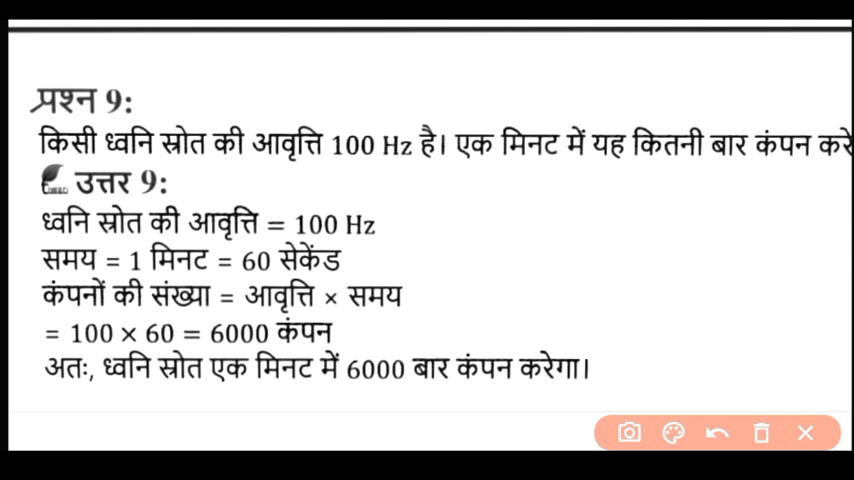 प्रश्न 9:
किसी ध्वनि स्रोत की आवृत्ति 100 Hz है। एक मिनट में यह कितनी बार कंपन करे
उत्तर 9:
ध्वनि स्रोत की आवृत्ति = 100 Hz
समय = 1 मिनट = 60 सेकेंड
कंपनों की संख्या = आवृत्ति × समय
= 100 × 60 = 6000 कंपन
अतः, ध्वनि स्रोत एक मिनट में 6000 बार कंपन करेगा।